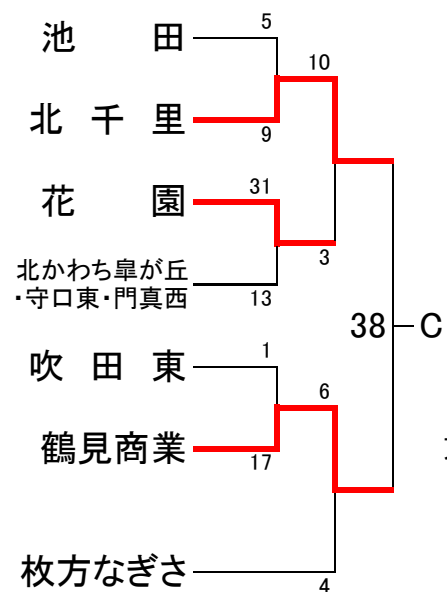 5
池田
10
北千里
9
花園
31
3
北かわち皐が丘
・守口東・門真西
13
38
C
吹田東
1
6
鶴見商業
17
枚方なぎさ
4